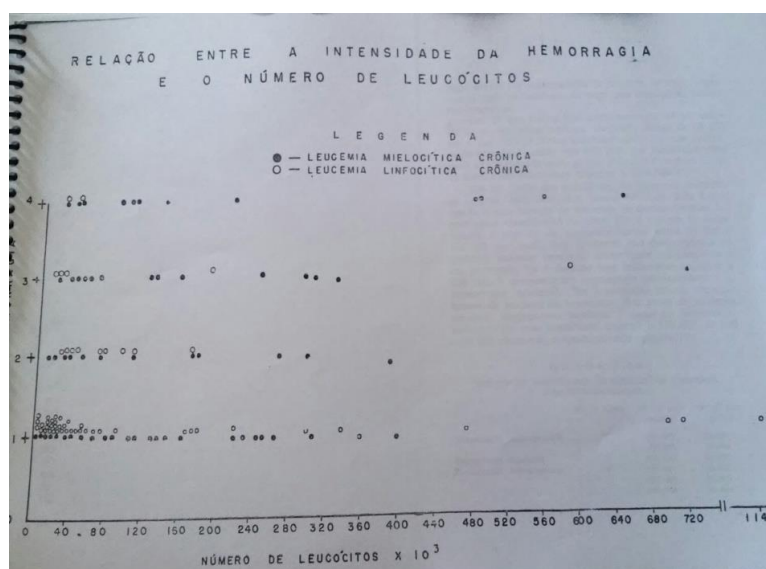 RELAÇÃO ENTRE A INTENSIDADE DA HEMORRAGIA
E O NÚMERO DE LEUCÓCITOS
LEGENDA
● — LEUCEMIA MIELOCÍTICA CRÔNICA
O — LEUCEMIA LINFOCÍTICA CRÔNICA
4 +
3 +
2 +
1 +
0 40 80 120 160 200 240 280 320 360 400 440 480 520 560 600 640 680 720 114
NÚMERO DE LEUCÓCITOS X 10³